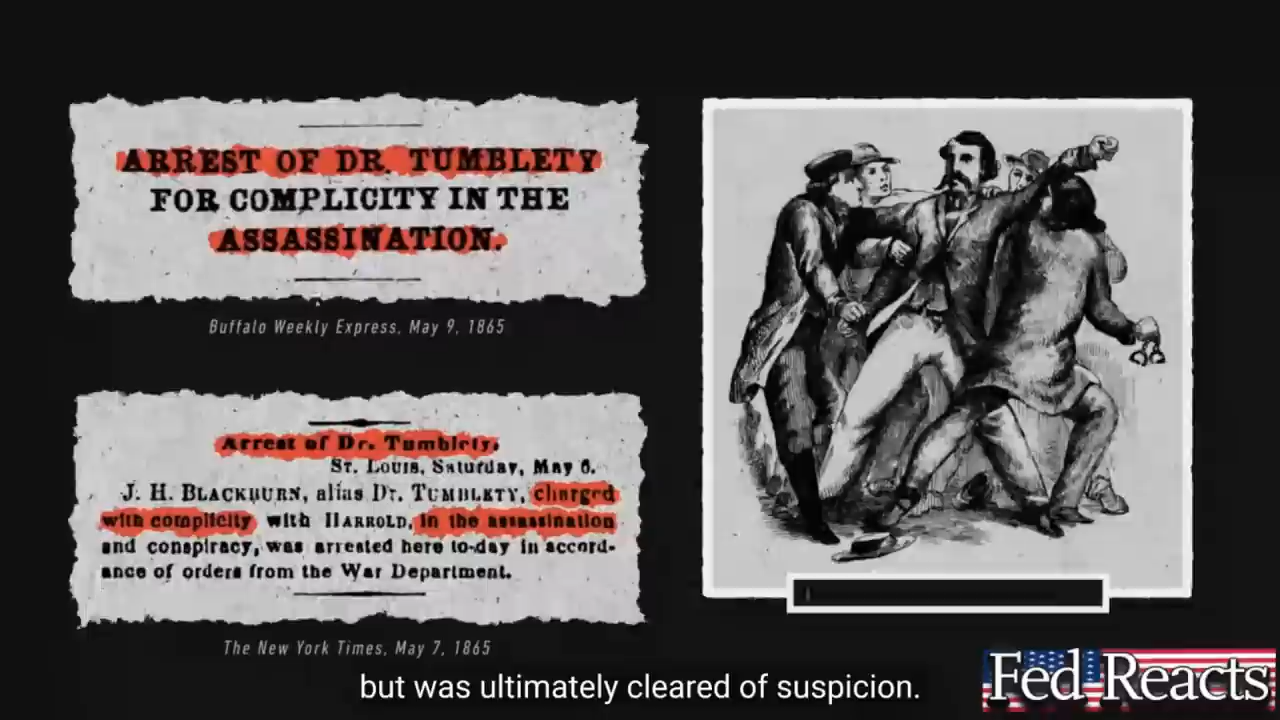 ARREST OF DR. TUMBLETY
FOR COMPLICITY IN THE
ASSASSINATION.
Buffalo Weekly Express, May 9, 1865
Arrest of Dr. Tumblety.
ST. LOUIS, Saturday, May 6.
J. H. BLACKBURN, alias Dr. TUMBLETY, charged
with complicity with HARROLD, in the assassination
and conspiracy, was arrested here to-day in accord-
ance of orders from the War Department.
The New York Times, May 7, 1865
but was ultimately cleared of suspicion.
Fed Reacts